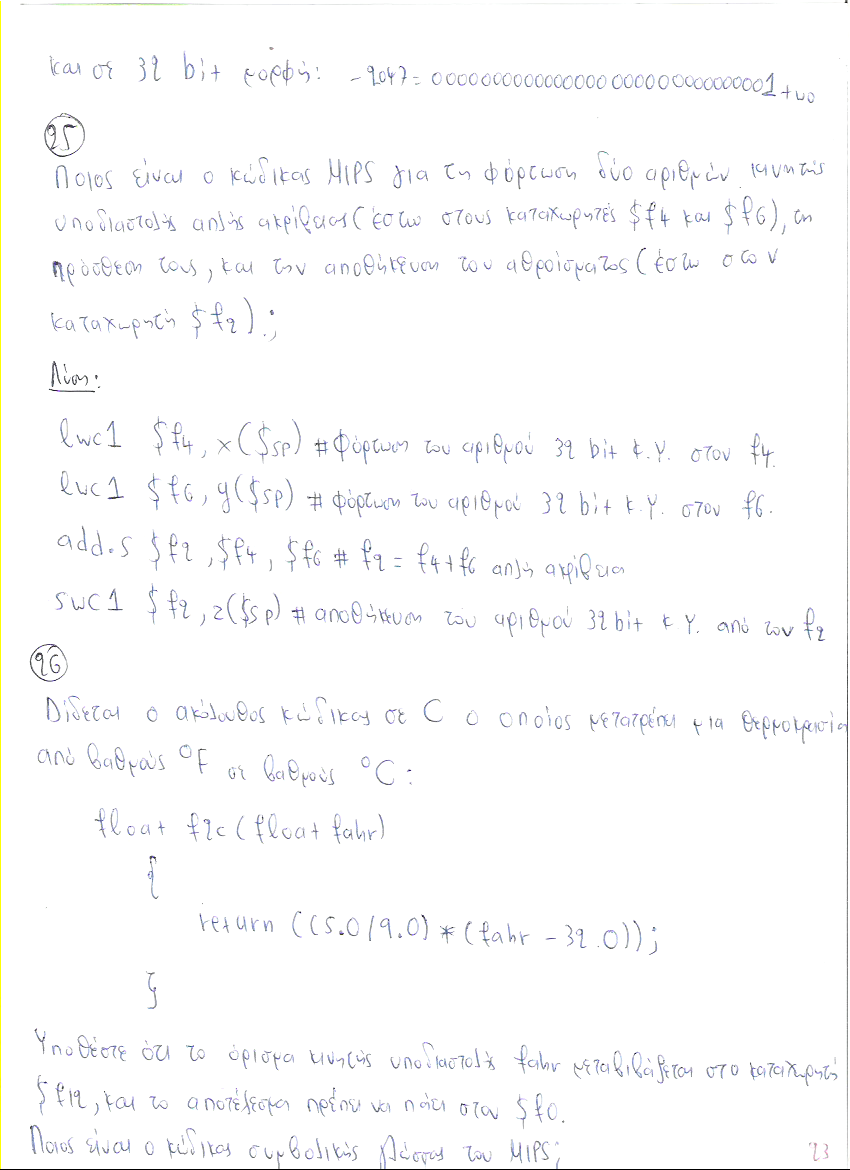 και σε 32 bit μορφή: -2047 = 00000000000000000000000000000001 + υο
25
Ποιος είναι ο κώδικας MIPS για τη φόρτωση δύο αριθμών κινητής
υποδιαστολής απλής ακρίβειας (έστω στους καταχωρητές $f4 και $f6), τη
πρόσθεση τους, και την αποθήκευση του αθροίσματος (έστω στον
καταχωρητή $f2);
Λύση:
lwc1 $f4, x($sp) # Φόρτωση του αριθμού 32 bit Κ.Υ. στον f4.
lwc1 $f6, y($sp) # φόρτωση του αριθμού 32 bit Κ.Υ. στον f6.
add.s $f2, $f4, $f6 # f2 = f4+f6 απλή ακρίβεια
swc1 $f2, z($sp) # αποθήκευση του αριθμού 32 bit Κ.Υ. από τον f2
26
Δίδεται ο ακόλουθος κώδικας σε C ο οποίος μετατρέπει μια θερμοκρασία
από βαθμούς °F σε βαθμούς °C:
float f2c (float fahr)
{
return ((5.0/9.0) * (fahr - 32.0));
}
Υποθέστε ότι το όρισμα κινητής υποδιαστολής fahr μεταβιβάζεται στο καταχωρητή
$f12, και το αποτέλεσμα πρέπει να πάει στον $f0.
Ποιος είναι ο κώδικας συμβολικής γλώσσας του MIPS;
23